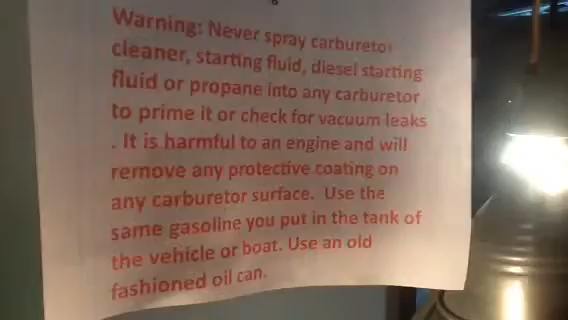 Warning: Never spray carburetor
cleaner, starting fluid, diesel starting
fluid or propane into any carburetor
to prime it or check for vacuum leaks
. It is harmful to an engine and will
remove any protective coating on
any carburetor surface. Use the
same gasoline you put in the tank of
the vehicle or boat. Use an old
fashioned oil can.